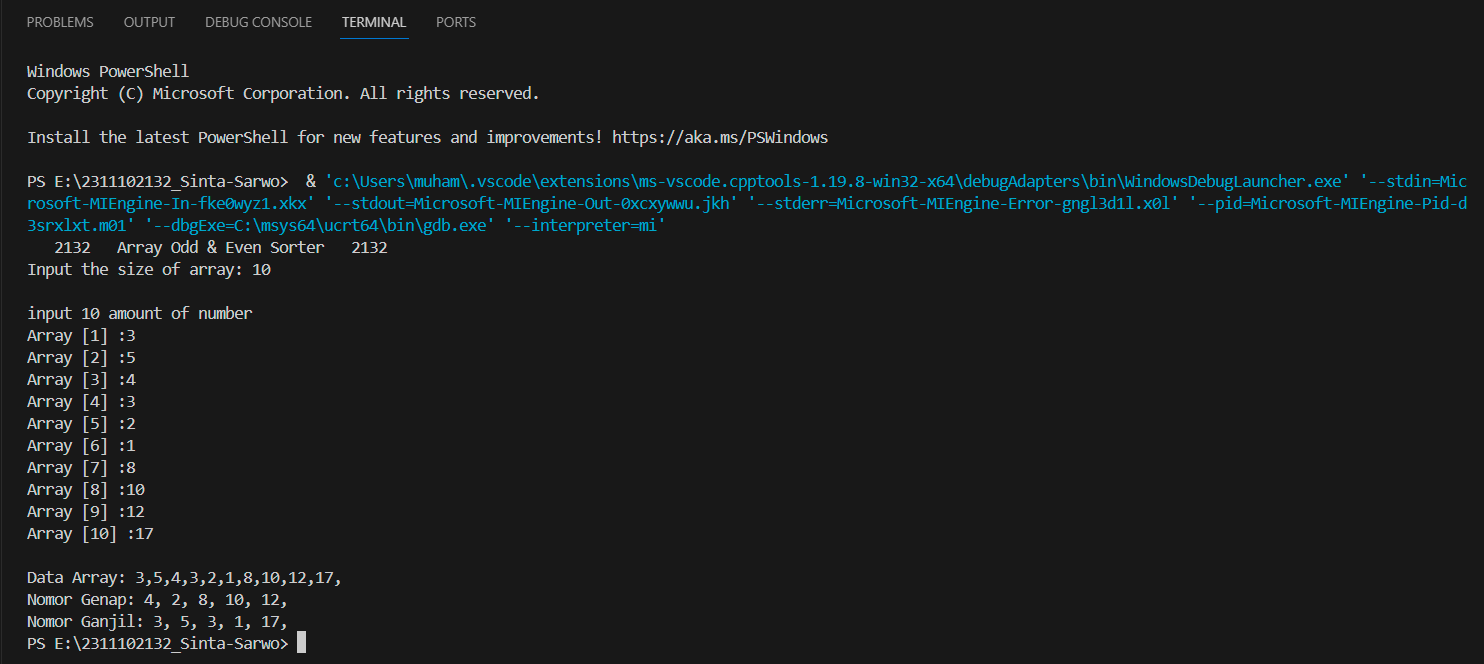 PROBLEMS OUTPUT DEBUG CONSOLE TERMINAL PORTS
Windows PowerShell
Copyright (C) Microsoft Corporation. All rights reserved.
Install the latest PowerShell for new features and improvements! https://aka.ms/PSWindows
PS E:\2311102132_Sinta-Sarwo>  & 'c:\Users\muham\.vscode\extensions\ms-vscode.cpptools-1.19.8-win32-x64\debugAdapters\bin\WindowsDebugLauncher.exe' '--stdin=Mic
rosoft-MIEngine-In-fke0wyz1.xkx' '--stdout=Microsoft-MIEngine-Out-0xcxywwu.jkh' '--stderr=Microsoft-MIEngine-Error-gngl3d1l.x0l' '--pid=Microsoft-MIEngine-Pid-d
3srxlxt.m01' '--dbgExe=C:\msys64\ucrt64\bin\gdb.exe' '--interpreter=mi'
   2132   Array Odd & Even Sorter   2132
Input the size of array: 10
input 10 amount of number
Array [1] :3
Array [2] :5
Array [3] :4
Array [4] :3
Array [5] :2
Array [6] :1
Array [7] :8
Array [8] :10
Array [9] :12
Array [10] :17
Data Array: 3,5,4,3,2,1,8,10,12,17,
Nomor Genap: 4, 2, 8, 10, 12,
Nomor Ganjil: 3, 5, 3, 1, 17,
PS E:\2311102132_Sinta-Sarwo>